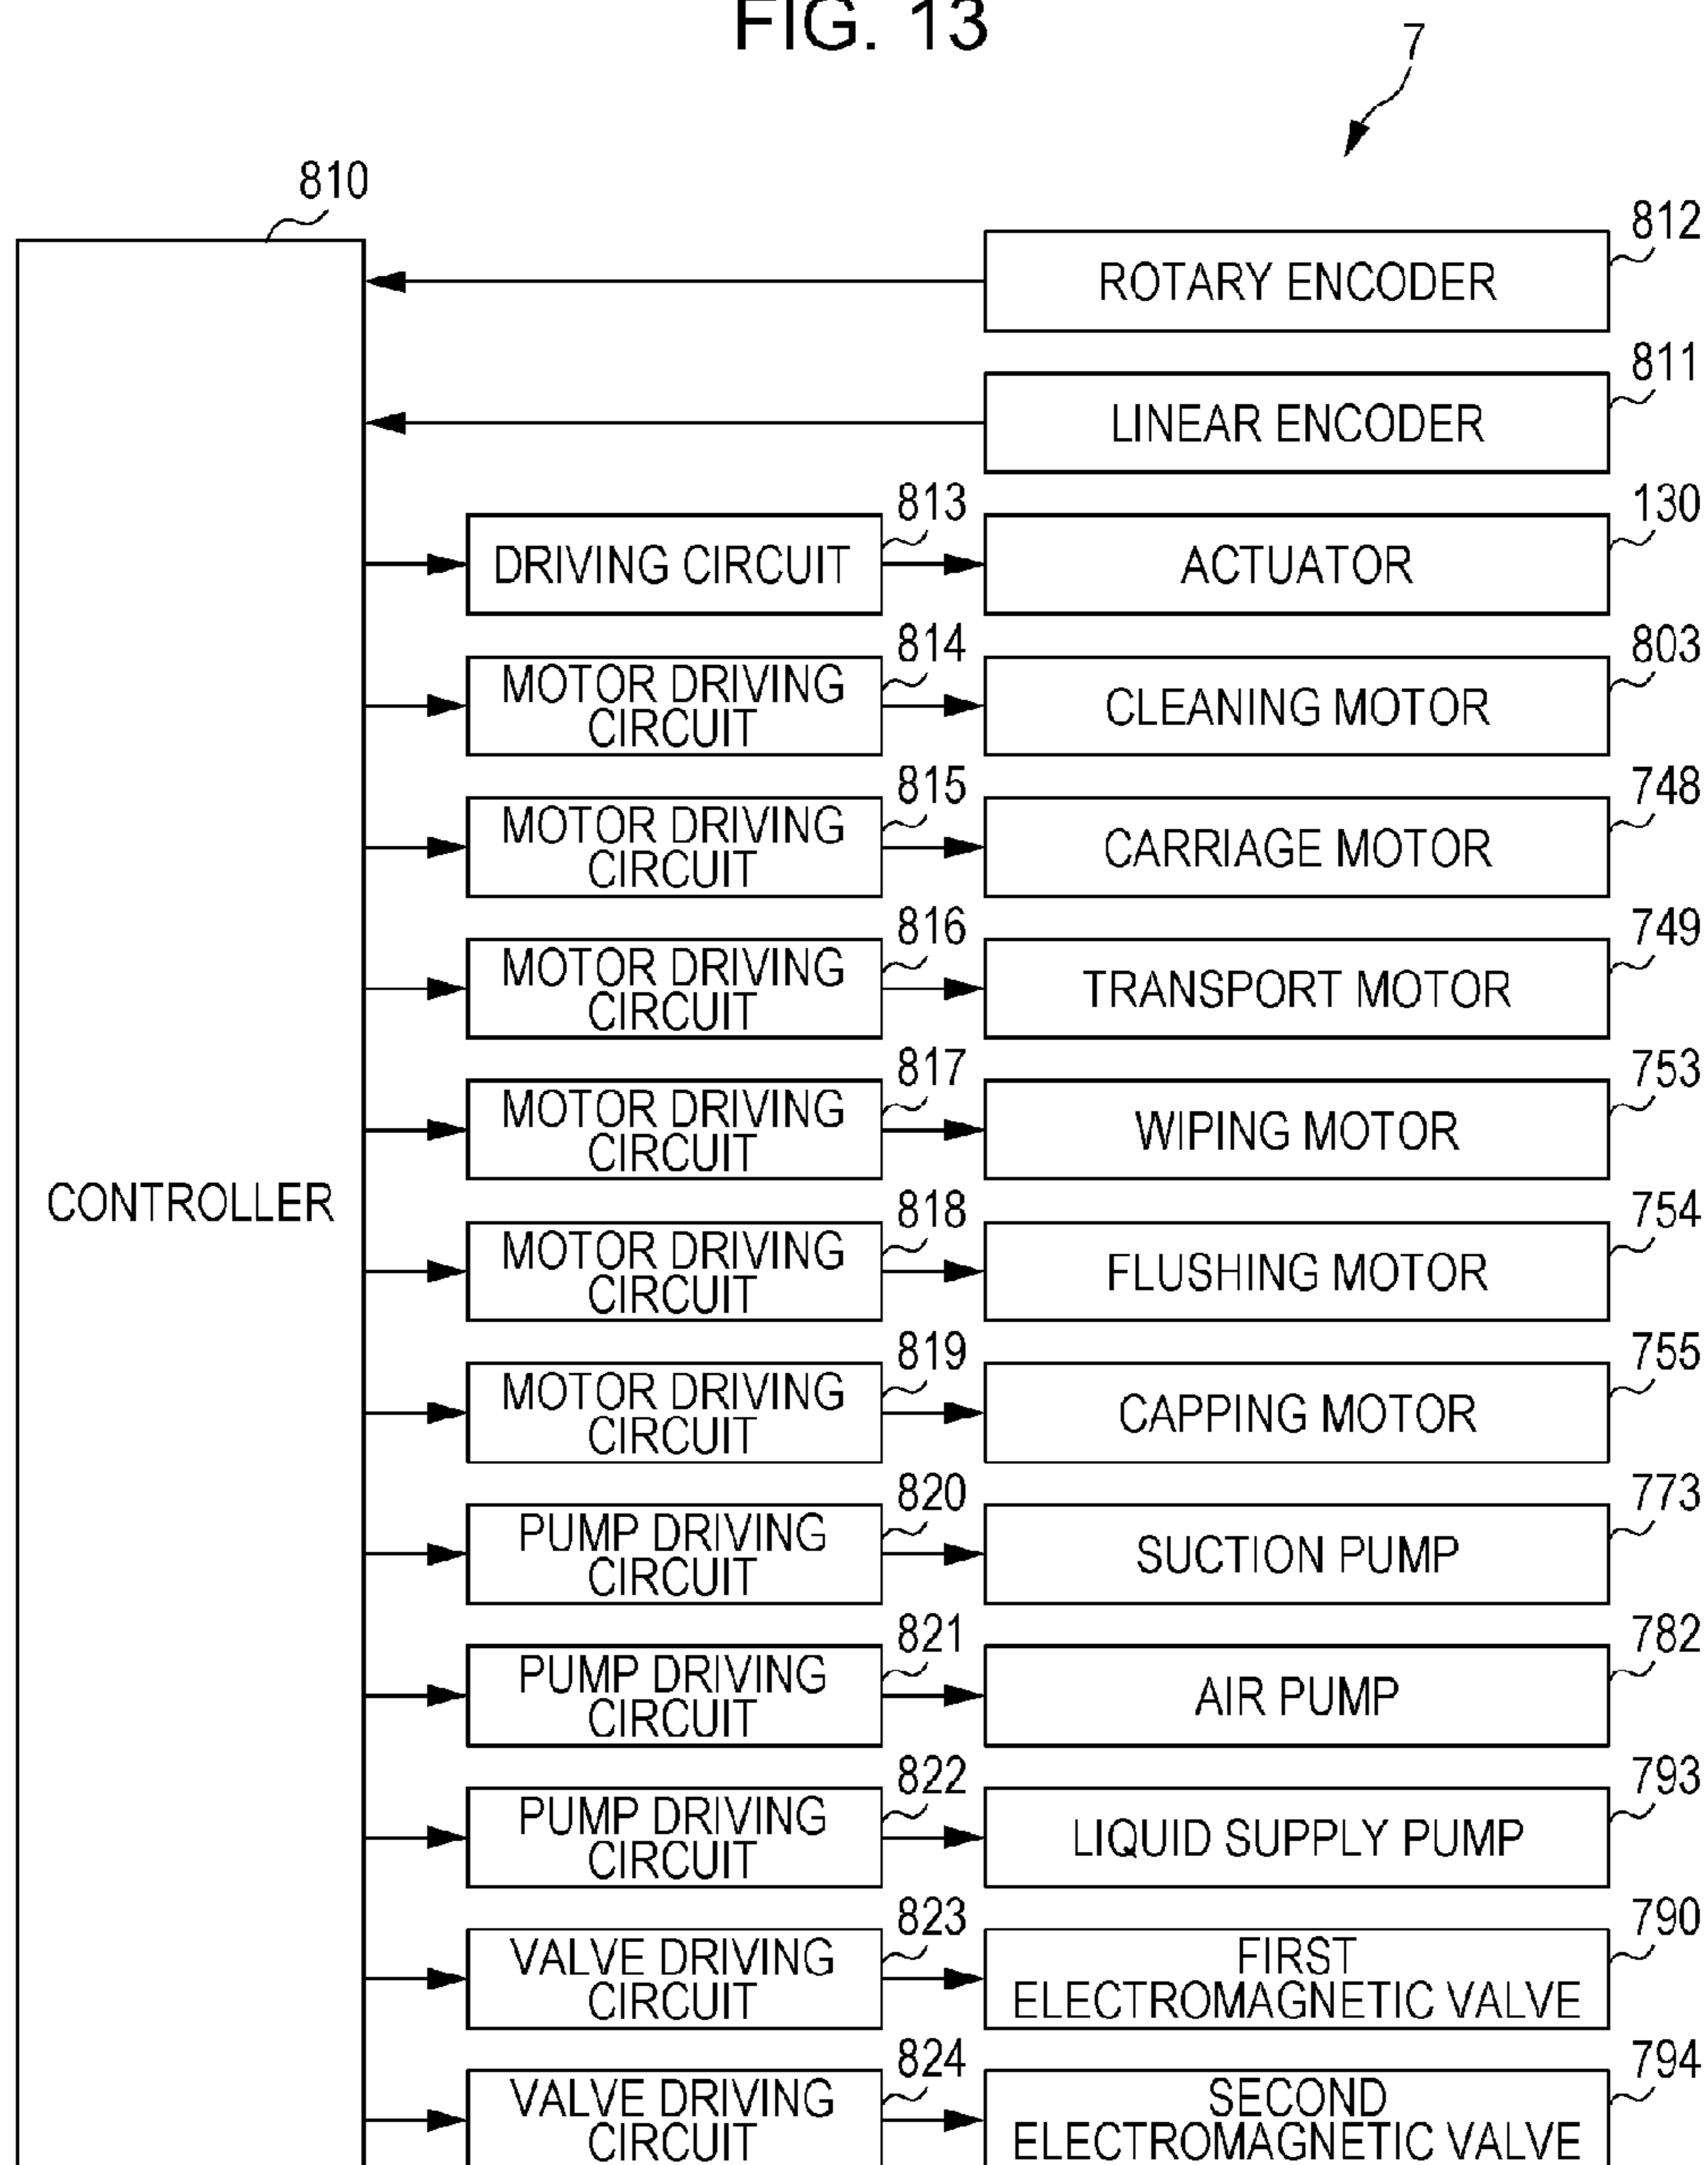 FIG. 13
7
810
CONTROLLER
812
ROTARY ENCODER
811
LINEAR ENCODER
813
DRIVING CIRCUIT
130
ACTUATOR
814
MOTOR DRIVING
CIRCUIT
803
CLEANING MOTOR
815
MOTOR DRIVING
CIRCUIT
748
CARRIAGE MOTOR
816
MOTOR DRIVING
CIRCUIT
749
TRANSPORT MOTOR
817
MOTOR DRIVING
CIRCUIT
753
WIPING MOTOR
818
MOTOR DRIVING
CIRCUIT
754
FLUSHING MOTOR
819
MOTOR DRIVING
CIRCUIT
755
CAPPING MOTOR
820
PUMP DRIVING
CIRCUIT
773
SUCTION PUMP
821
PUMP DRIVING
CIRCUIT
782
AIR PUMP
822
PUMP DRIVING
CIRCUIT
793
LIQUID SUPPLY PUMP
823
VALVE DRIVING
CIRCUIT
790
FIRST
ELECTROMAGNETIC VALVE
824
VALVE DRIVING
CIRCUIT
794
SECOND
ELECTROMAGNETIC VALVE